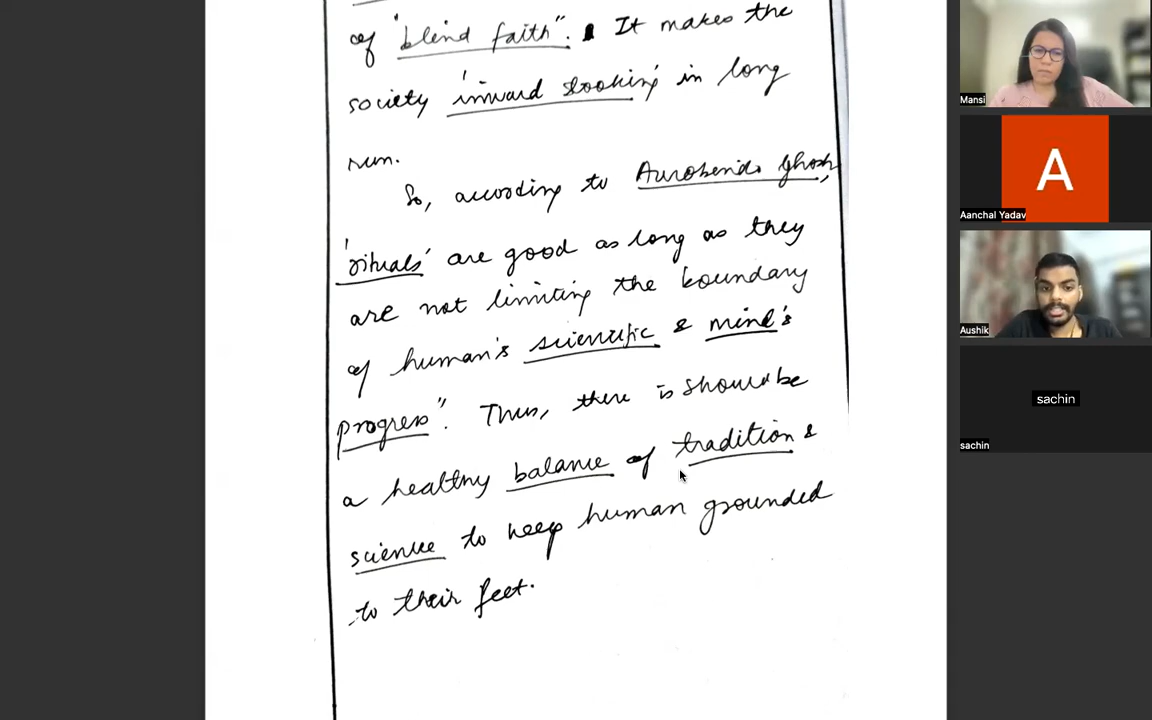 of "blind faith". It makes the
society 'inward looking' in long
run.
So, according to Aurobindo Ghosh,
'rituals' are good as long as they
are not limiting the boundary
of human's scientific & mind's
progress". Thus, there is should be
a healthy balance of tradition &
science to keep human grounded
to their feet.
Mansi
A
Aanchal Yadav
Aushik
sachin
sachin